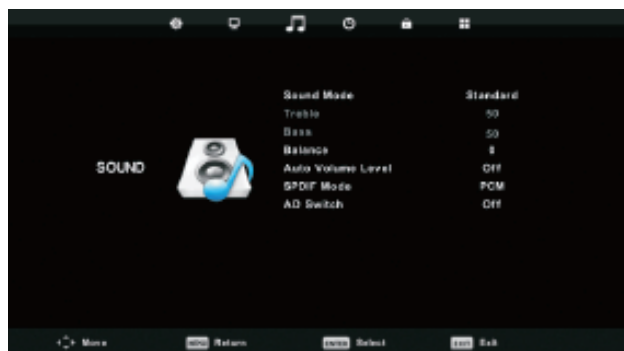 Sound Mode Standard
Treble 50
Bass 50
Balance 0
SOUND
Auto Volume Level Off
SPDIF Mode PCM
AD Switch Off
Move MENU Return ENTER Select EXIT Exit